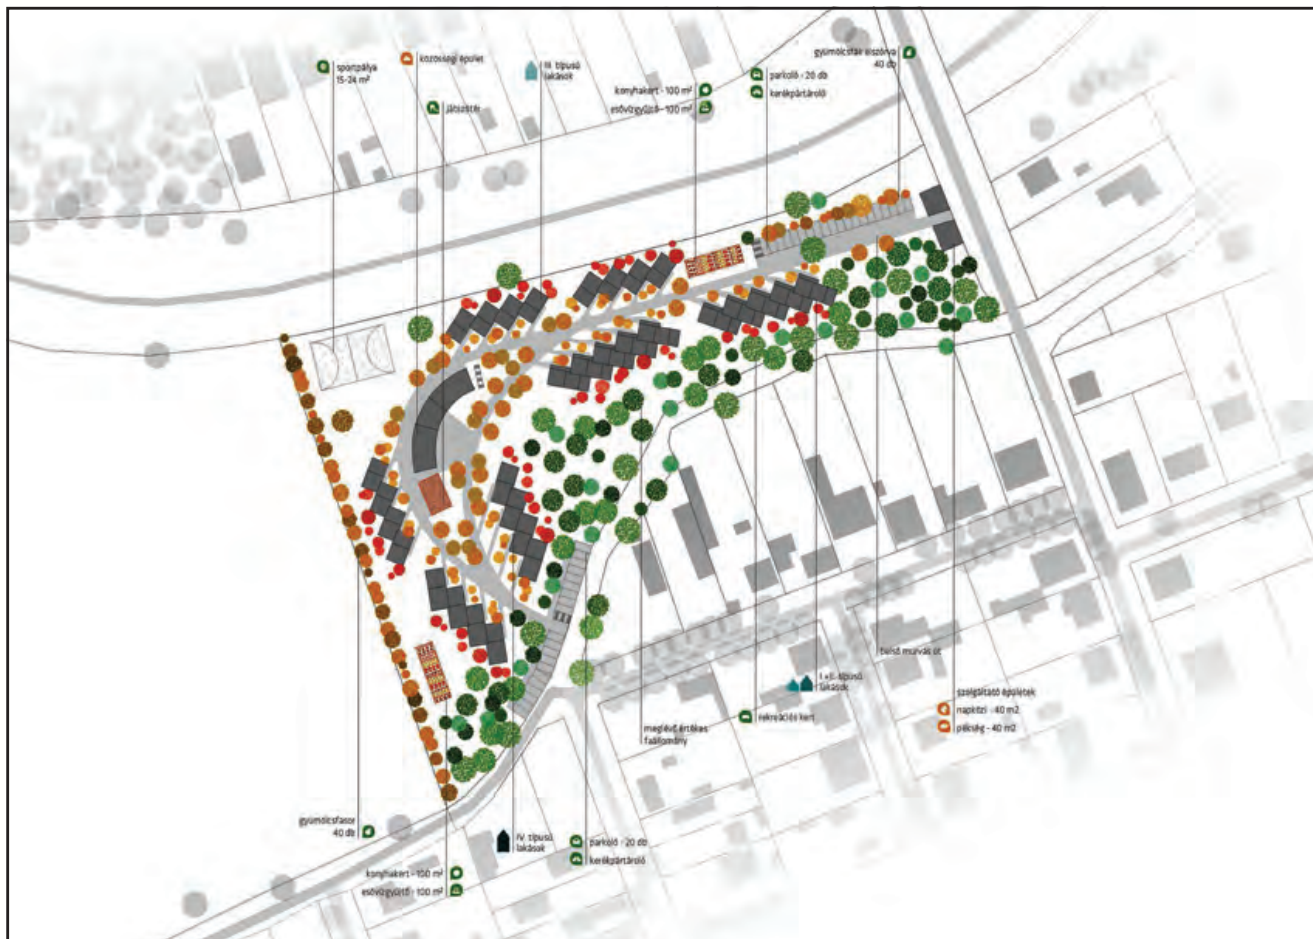 sportpálya
15-24 m²
közösségi épület
játszótér
III. típusú
lakások
konyhakert - 100 m²
esővízgyűjtő - 100 m²
parkoló - 20 db
kerékpártároló
gyümölcsfák elszórva
40 db
belső murvás út
I.+II. típusú
lakások
szolgáltató épületek
napközi - 40 m2
pékség - 40 m2
rekreációs kert
meglévő értékes
faállomány
gyümölcsfasor
40 db
IV. típusú
lakások
parkoló - 20 db
kerékpártároló
konyhakert - 100 m²
esővízgyűjtő - 100 m²